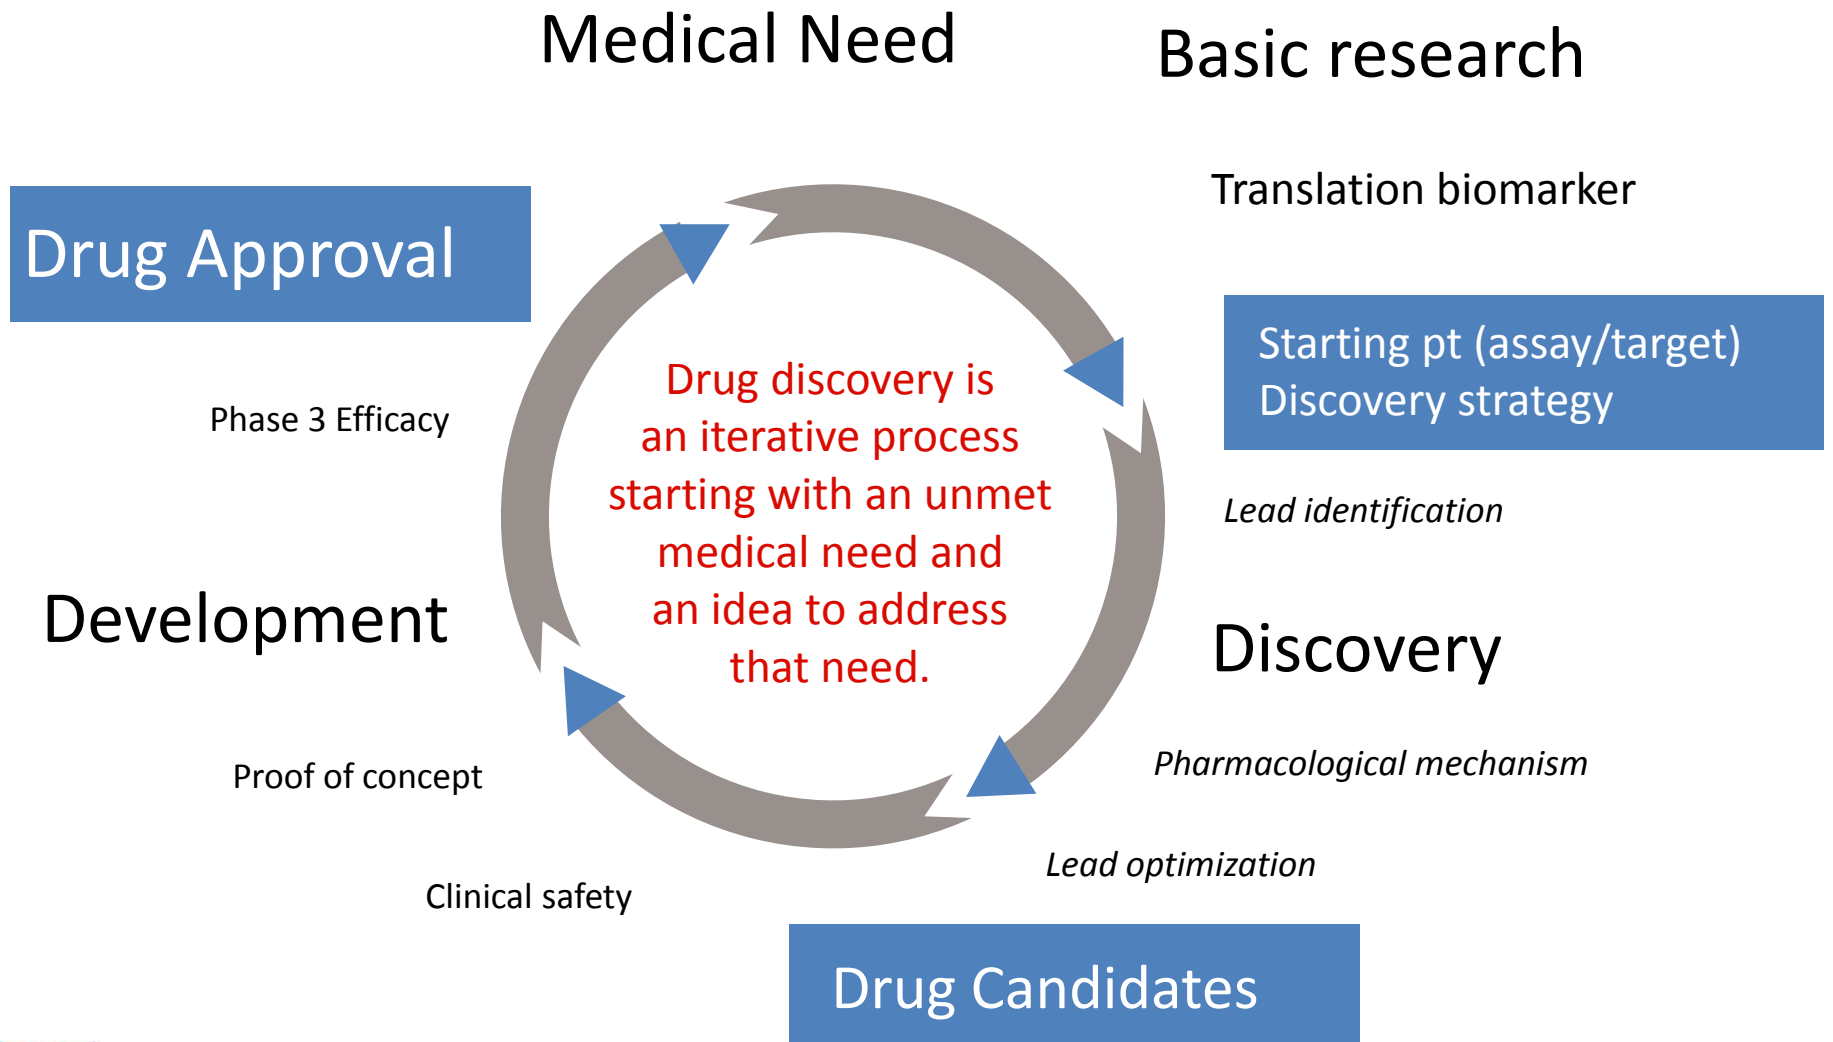 Medical Need
Basic research
Translation biomarker
Drug Approval
Starting pt (assay/target)
Discovery strategy
Phase 3 Efficacy
Drug discovery is
an iterative process
starting with an unmet
medical need and
an idea to address
that need.
Lead identification
Development
Discovery
Proof of concept
Pharmacological mechanism
Clinical safety
Lead optimization
Drug Candidates